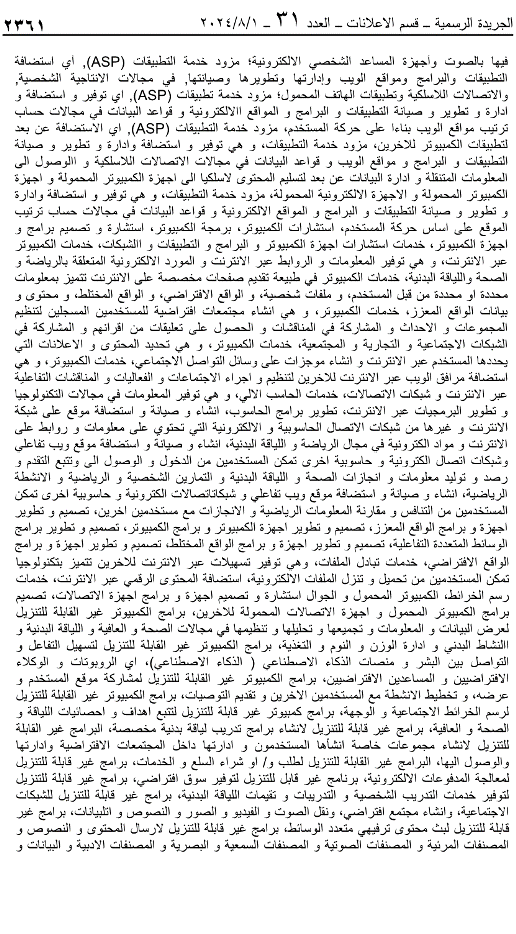 الجريدة الرسمية ــ قسم الاعلانات ــ العدد ٣١ ــ ٢٠٢٤/٨/١ ٢٣٦١
فيها بالصوت وأجهزة المساعد الشخصي الالكترونية؛ مزود خدمة التطبيقات (ASP), أي استضافة
التطبيقات والبرامج ومواقع الويب وإدارتها وتطويرها وصيانتها, في مجالات الانتاجية الشخصية,
والاتصالات اللاسلكية وتطبيقات الهاتف المحمول؛ مزود خدمة تطبيقات (ASP), اي توفير و استضافة و
ادارة و تطوير و صيانة التطبيقات و البرامج و المواقع االالكترونية و قواعد البيانات في مجالات حساب
ترتيب مواقع الويب بناءا على حركة المستخدم, مزود خدمة التطبيقات (ASP), اي الاستضافة عن بعد
لتطبيقات الكمبيوتر للاخرين، مزود خدمة التطبيقات، و هي توفير و استضافة وادارة و تطوير و صيانة
التطبيقات و البرامج و مواقع الويب و قواعد البيانات في مجالات الاتصالات اللاسلكية و االوصول الى
المعلومات المتنقلة و ادارة البيانات عن بعد لتسليم المحتوى لاسلكيا الى اجهزة الكمبيوتر المحمولة و اجهزة
الكمبيوتر المحمولة و الاجهزة الالكترونية المحمولة، مزود خدمة التطبيقات، و هي توفير و استضافة وادارة
و تطوير و صيانة التطبيقات و البرامج و المواقع الالكترونية و قواعد البيانات في مجالات حساب ترتيب
الموقع على اساس حركة المستخدم، استشارات الكمبيوتر، برمجة الكمبيوتر، استشارة و تصميم برامج و
اجهزة الكمبيوتر، خدمات استشارات اجهزة الكمبيوتر و البرامج و التطبيقات و االشبكات، خدمات الكمبيوتر
عبر الانترنت، و هي توفير المعلومات و الروابط عبر الانترنت و المورد الالكترونية المتعلقة بالرياضة و
الصحة واللياقة البدنية، خدمات الكمبيوتر في طبيعة تقديم صفحات مخصصة على الانترنت تتميز بمعلومات
محددة او محددة من قبل المستخدم، و ملفات شخصية، و الواقع الافتراضي، و الواقع المختلط، و محتوى و
بيانات الواقع المعزز، خدمات الكمبيوتر، و هي انشاء مجتمعات افتراضية للمستخدمين المسجلين لتنظيم
المجموعات و الاحداث و المشاركة في المناقشات و الحصول على تعليقات من اقرانهم و المشاركة في
الشبكات الاجتماعية و التجارية و المجتمعية، خدمات الكمبيوتر، و هي تحديد المحتوى و الاعلانات التي
يحددها المستخدم عبر الانترنت و انشاء موجزات على وسائل التواصل الاجتماعي، خدمات الكمبيوتر، و هي
استضافة مرافق الويب عبر الانترنت للاخرين لتنظيم و اجراء الاجتماعات و الفعاليات و المناقشات التفاعلية
عبر الانترنت و شبكات الاتصالات، خدمات الحاسب الالي، و هي توفير المعلومات في مجالات التكنولوجيا
و تطوير البرمجيات عبر الانترنت، تطوير برامج الحاسوب، انشاء و صيانة و استضافة موقع على شبكة
الانترنت و غيرها من شبكات الاتصال الحاسوبية و الالكترونية التي تحتوي على معلومات و روابط على
الانترنت و مواد الكترونية في مجال الرياضة و اللياقة البدنية، انشاء و صيانة و استضافة موقع ويب تفاعلي
وشبكات اتصال الكترونية و حاسوبية اخرى تمكن المستخدمين من الدخول و الوصول الى وتتبع التقدم و
رصد و توليد معلومات و انجازات الصحة و اللياقة البدنية و التمارين الشخصية و الرياضية و الانشطة
الرياضية، انشاء و صيانة و استضافة موقع ويب تفاعلي و شبكاتاتصالات الكترونية و حاسوبية اخرى تمكن
المستخدمين من التنافس و مقارنة المعلومات الرياضية و الانجازات مع مستخدمين اخرين، تصميم و تطوير
اجهزة و برامج الواقع المعزز، تصميم و تطوير اجهزة الكمبيوتر و برامج الكمبيوتر، تصميم و تطوير برامج
الوسائط المتعددة التفاعلية، تصميم و تطوير اجهزة و برامج الواقع المختلط، تصميم و تطوير اجهزة و برامج
الواقع الافتراضي، خدمات تبادل الملفات، وهي توفير تسهيلات عبر الانترنت للاخرين تتميز بتكنولوجيا
تمكن المستخدمين من تحميل و تنزل الملفات الالكترونية، استضافة المحتوى الرقمي عبر الانترنت، خدمات
رسم الخرائط، الكمبيوتر المحمول و الجوال استشارة و تصميم اجهزة و برامج اجهزة الاتصالات، تصميم
برامج الكمبيوتر المحمول و اجهزة الاتصالات المحمولة للاخرين، برامج الكمبيوتر غير القابلة للتنزيل
لعرض البيانات و المعلومات و تجميعها و تحليلها و تنظيمها في مجالات الصحة و العافية و اللياقة البدنية و
االنشاط البدني و ادارة الوزن و النوم و التغذية، برامج الكمبيوتر غير القابلة للتنزيل لتسهيل التفاعل و
التواصل بين البشر و منصات الذكاء الاصطناعي ( الذكاء الاصطناعي)، اي الروبوتات و الوكلاء
الافتراضيين و المساعدين الافتراضيين، برامج الكمبيوتر غير القابلة للتنزيل لمشاركة موقع المستخدم و
عرضه، و تخطيط الانشطة مع المستخدمين الاخرين و تقديم التوصيات، برامج الكمبيوتر غير القابلة للتنزيل
لرسم الخرائط الاجتماعية و الوجهة، برامج كمبيوتر غير قابلة للتنزيل لتتبع اهداف و احصائيات اللياقة و
الصحة و العافية، برامج غير قابلة للتنزيل لانشاء برامج تدريب لياقة بدنية مخصصة، البرامج غير القابلة
للتنزيل لانشاء مجموعات خاصة انشأها المستخدمون و ادارتها داخل المجتمعات الافتراضية وادارتها
والوصول اليها، البرامج غير القابلة للتنزيل لطلب و/ او شراء السلع و الخدمات، برامج غير قابلة للتنزيل
لمعالجة المدفوعات الالكترونية، برنامج غير قابل للتنزيل لتوفير سوق افتراضي، برامج غير قابلة للتنزيل
لتوفير خدمات التدريب الشخصية و التدريبات و تقيمات اللياقة البدنية، برامج غير قابلة للتنزيل للشبكات
الاجتماعية، وانشاء مجتمع افتراضي، ونقل الصوت و الفيديو و الصور و النصوص و اتلبيانات، برامج غير
قابلة للتنزيل لبث محتوى ترفيهي متعدد الوسائط، برامج غير قابلة للتنزيل لارسال المحتوى و النصوص و
المصنفات المرئية و المصنفات الصوتية و المصنفات السمعية و البصرية و المصنفات الادبية و البيانات و